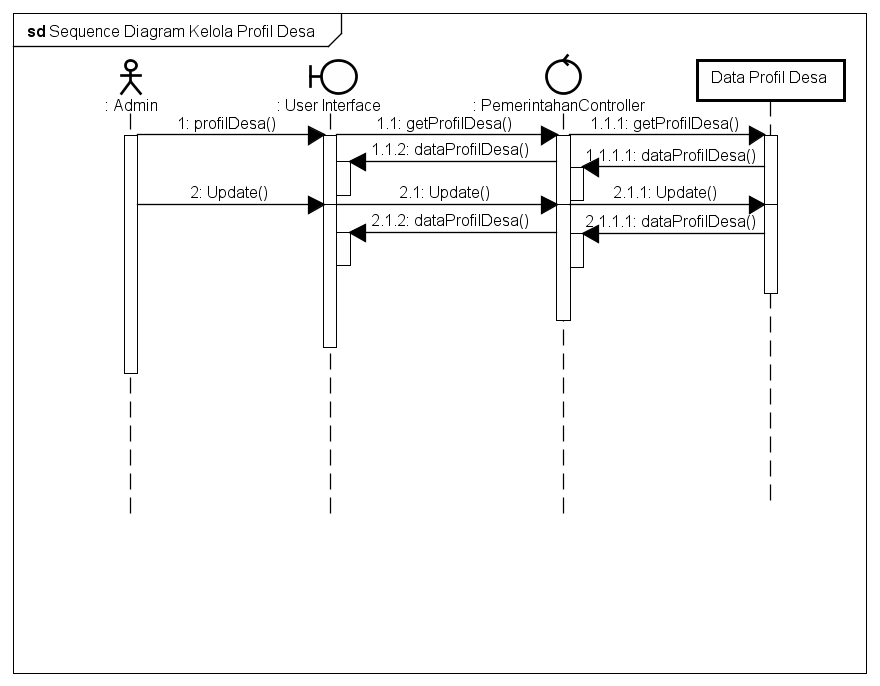 sd Sequence Diagram Kelola Profil Desa
Data Profil Desa
: Admin
: User Interface
: PemerintahanController
1: profilDesa()
1.1: getProfilDesa()
1.1.1: getProfilDesa()
1.1.2: dataProfilDesa()
1.1.1.1: dataProfilDesa()
2: Update()
2.1: Update()
2.1.1: Update()
2.1.2: dataProfilDesa()
2.1.1.1: dataProfilDesa()